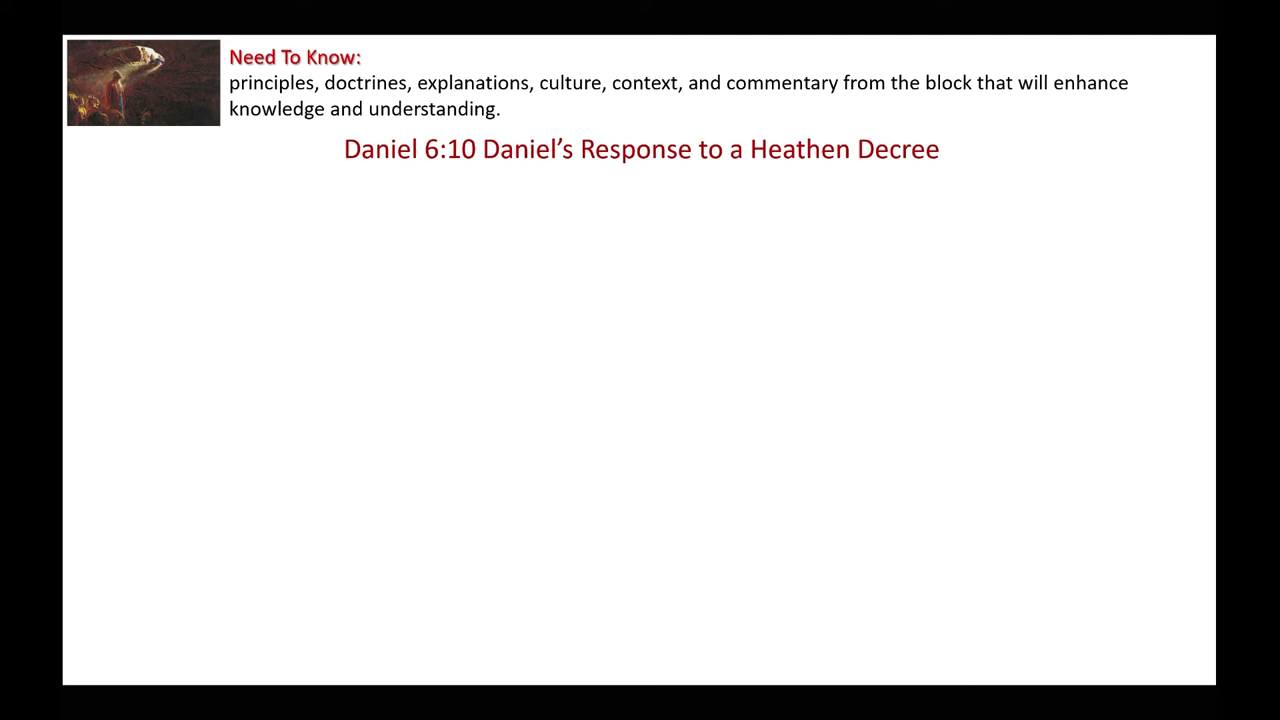 Need To Know:
principles, doctrines, explanations, culture, context, and commentary from the block that will enhance
knowledge and understanding.
Daniel 6:10 Daniel’s Response to a Heathen Decree